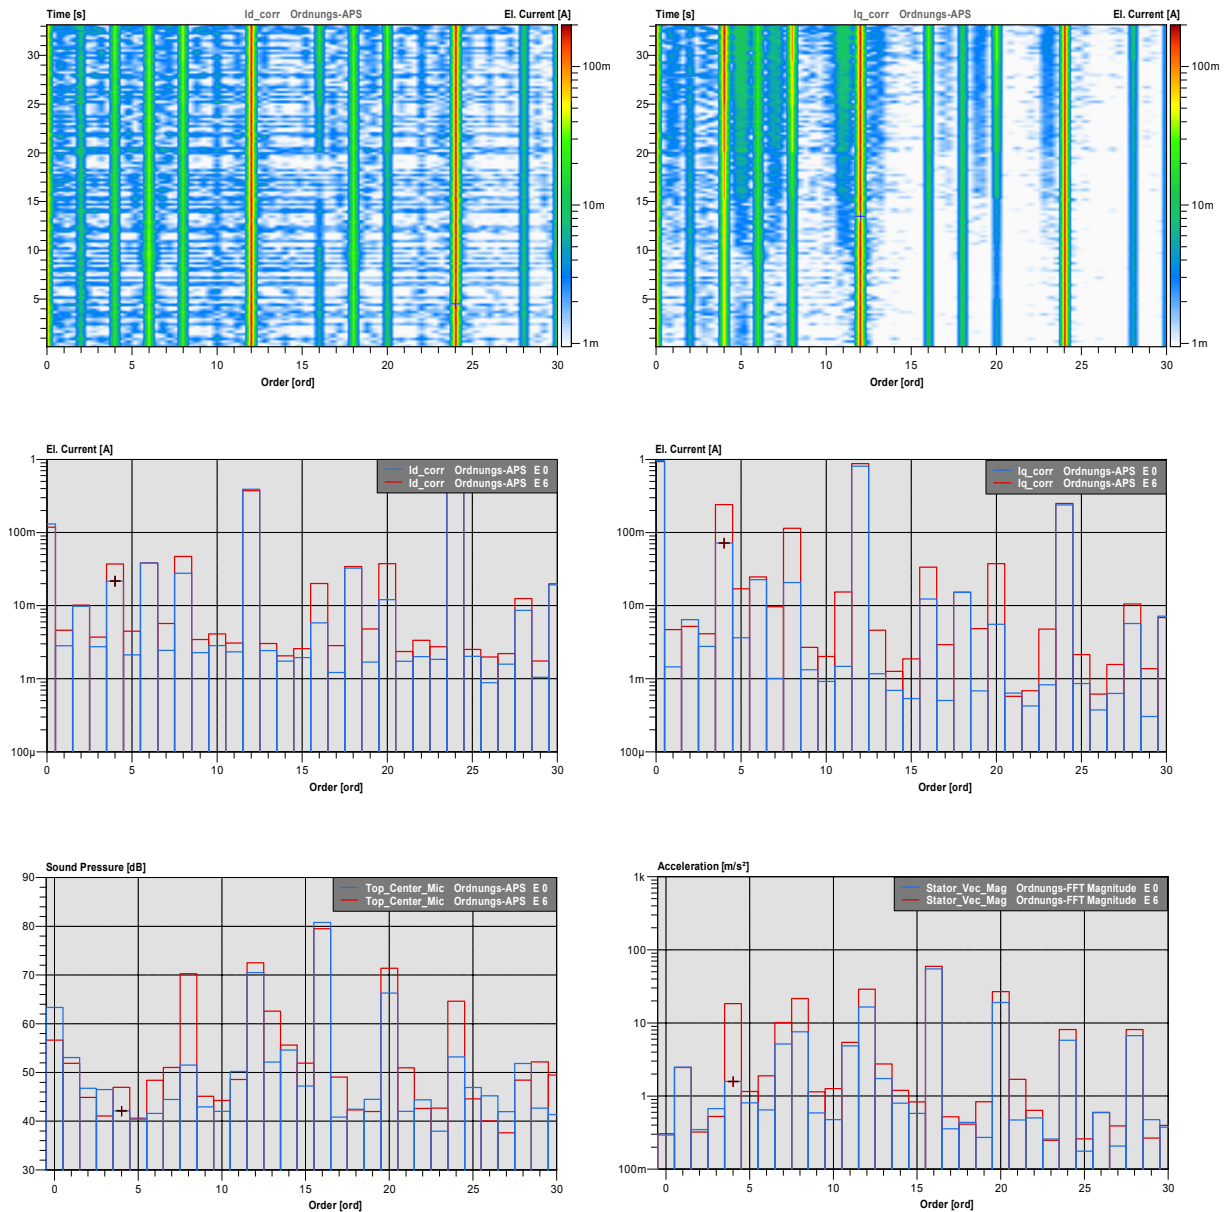 Time [s] Id_corr Ordnungs-APS El. Current [A]
30
25
20
15
10
5
100m
10m
1m
0 5 10 15 20 25 30
Order [ord]
Time [s] Iq_corr Ordnungs-APS El. Current [A]
30
25
20
15
10
5
100m
10m
1m
0 5 10 15 20 25 30
Order [ord]
El. Current [A]
Id_corr Ordnungs-APS E 0
Id_corr Ordnungs-APS E 6
1
100m
10m
1m
100µ
0 5 10 15 20 25 30
Order [ord]
El. Current [A]
Iq_corr Ordnungs-APS E 0
Iq_corr Ordnungs-APS E 6
1
100m
10m
1m
100µ
0 5 10 15 20 25 30
Order [ord]
Sound Pressure [dB]
Top_Center_Mic Ordnungs-APS E 0
Top_Center_Mic Ordnungs-APS E 6
90
80
70
60
50
40
30
0 5 10 15 20 25 30
Order [ord]
Acceleration [m/s²]
Stator_Vec_Mag Ordnungs-FFT Magnitude E 0
Stator_Vec_Mag Ordnungs-FFT Magnitude E 6
1k
100
10
1
100m
0 5 10 15 20 25 30
Order [ord]